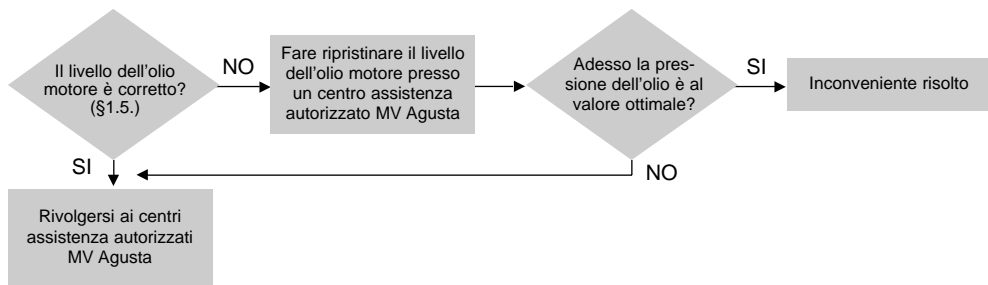 Il livello dell'olio
motore è corretto?
(§1.5.)
NO
Fare ripristinare il livello
dell'olio motore presso
un centro assistenza
autorizzato MV Agusta
Adesso la pres-
sione dell'olio è al
valore ottimale?
SI
Inconveniente risolto
SI
NO
Rivolgersi ai centri
assistenza autorizzati
MV Agusta